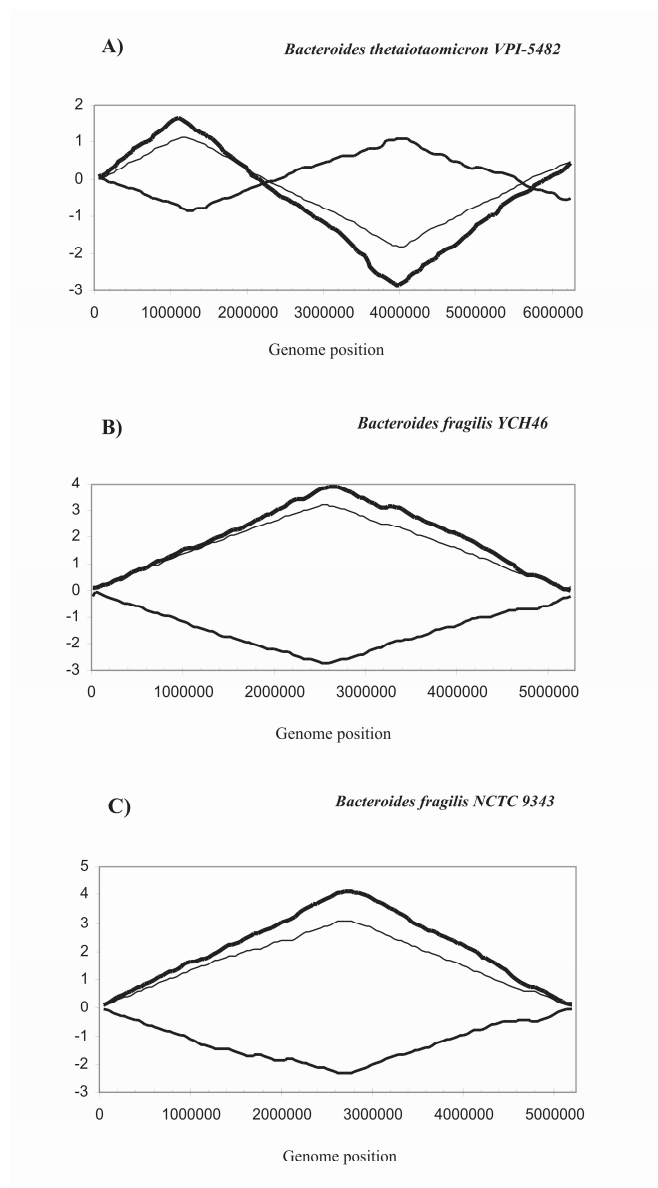 A)
Bacteroides thetaiotaomicron VPI-5482
2
1
0
-1
-2
-3
0 1000000 2000000 3000000 4000000 5000000 6000000
Genome position
B)
Bacteroides fragilis YCH46
4
3
2
1
0
-1
-2
-3
0 1000000 2000000 3000000 4000000 5000000
Genome position
C)
Bacteroides fragilis NCTC 9343
5
4
3
2
1
0
-1
-2
-3
0 1000000 2000000 3000000 4000000 5000000
Genome position